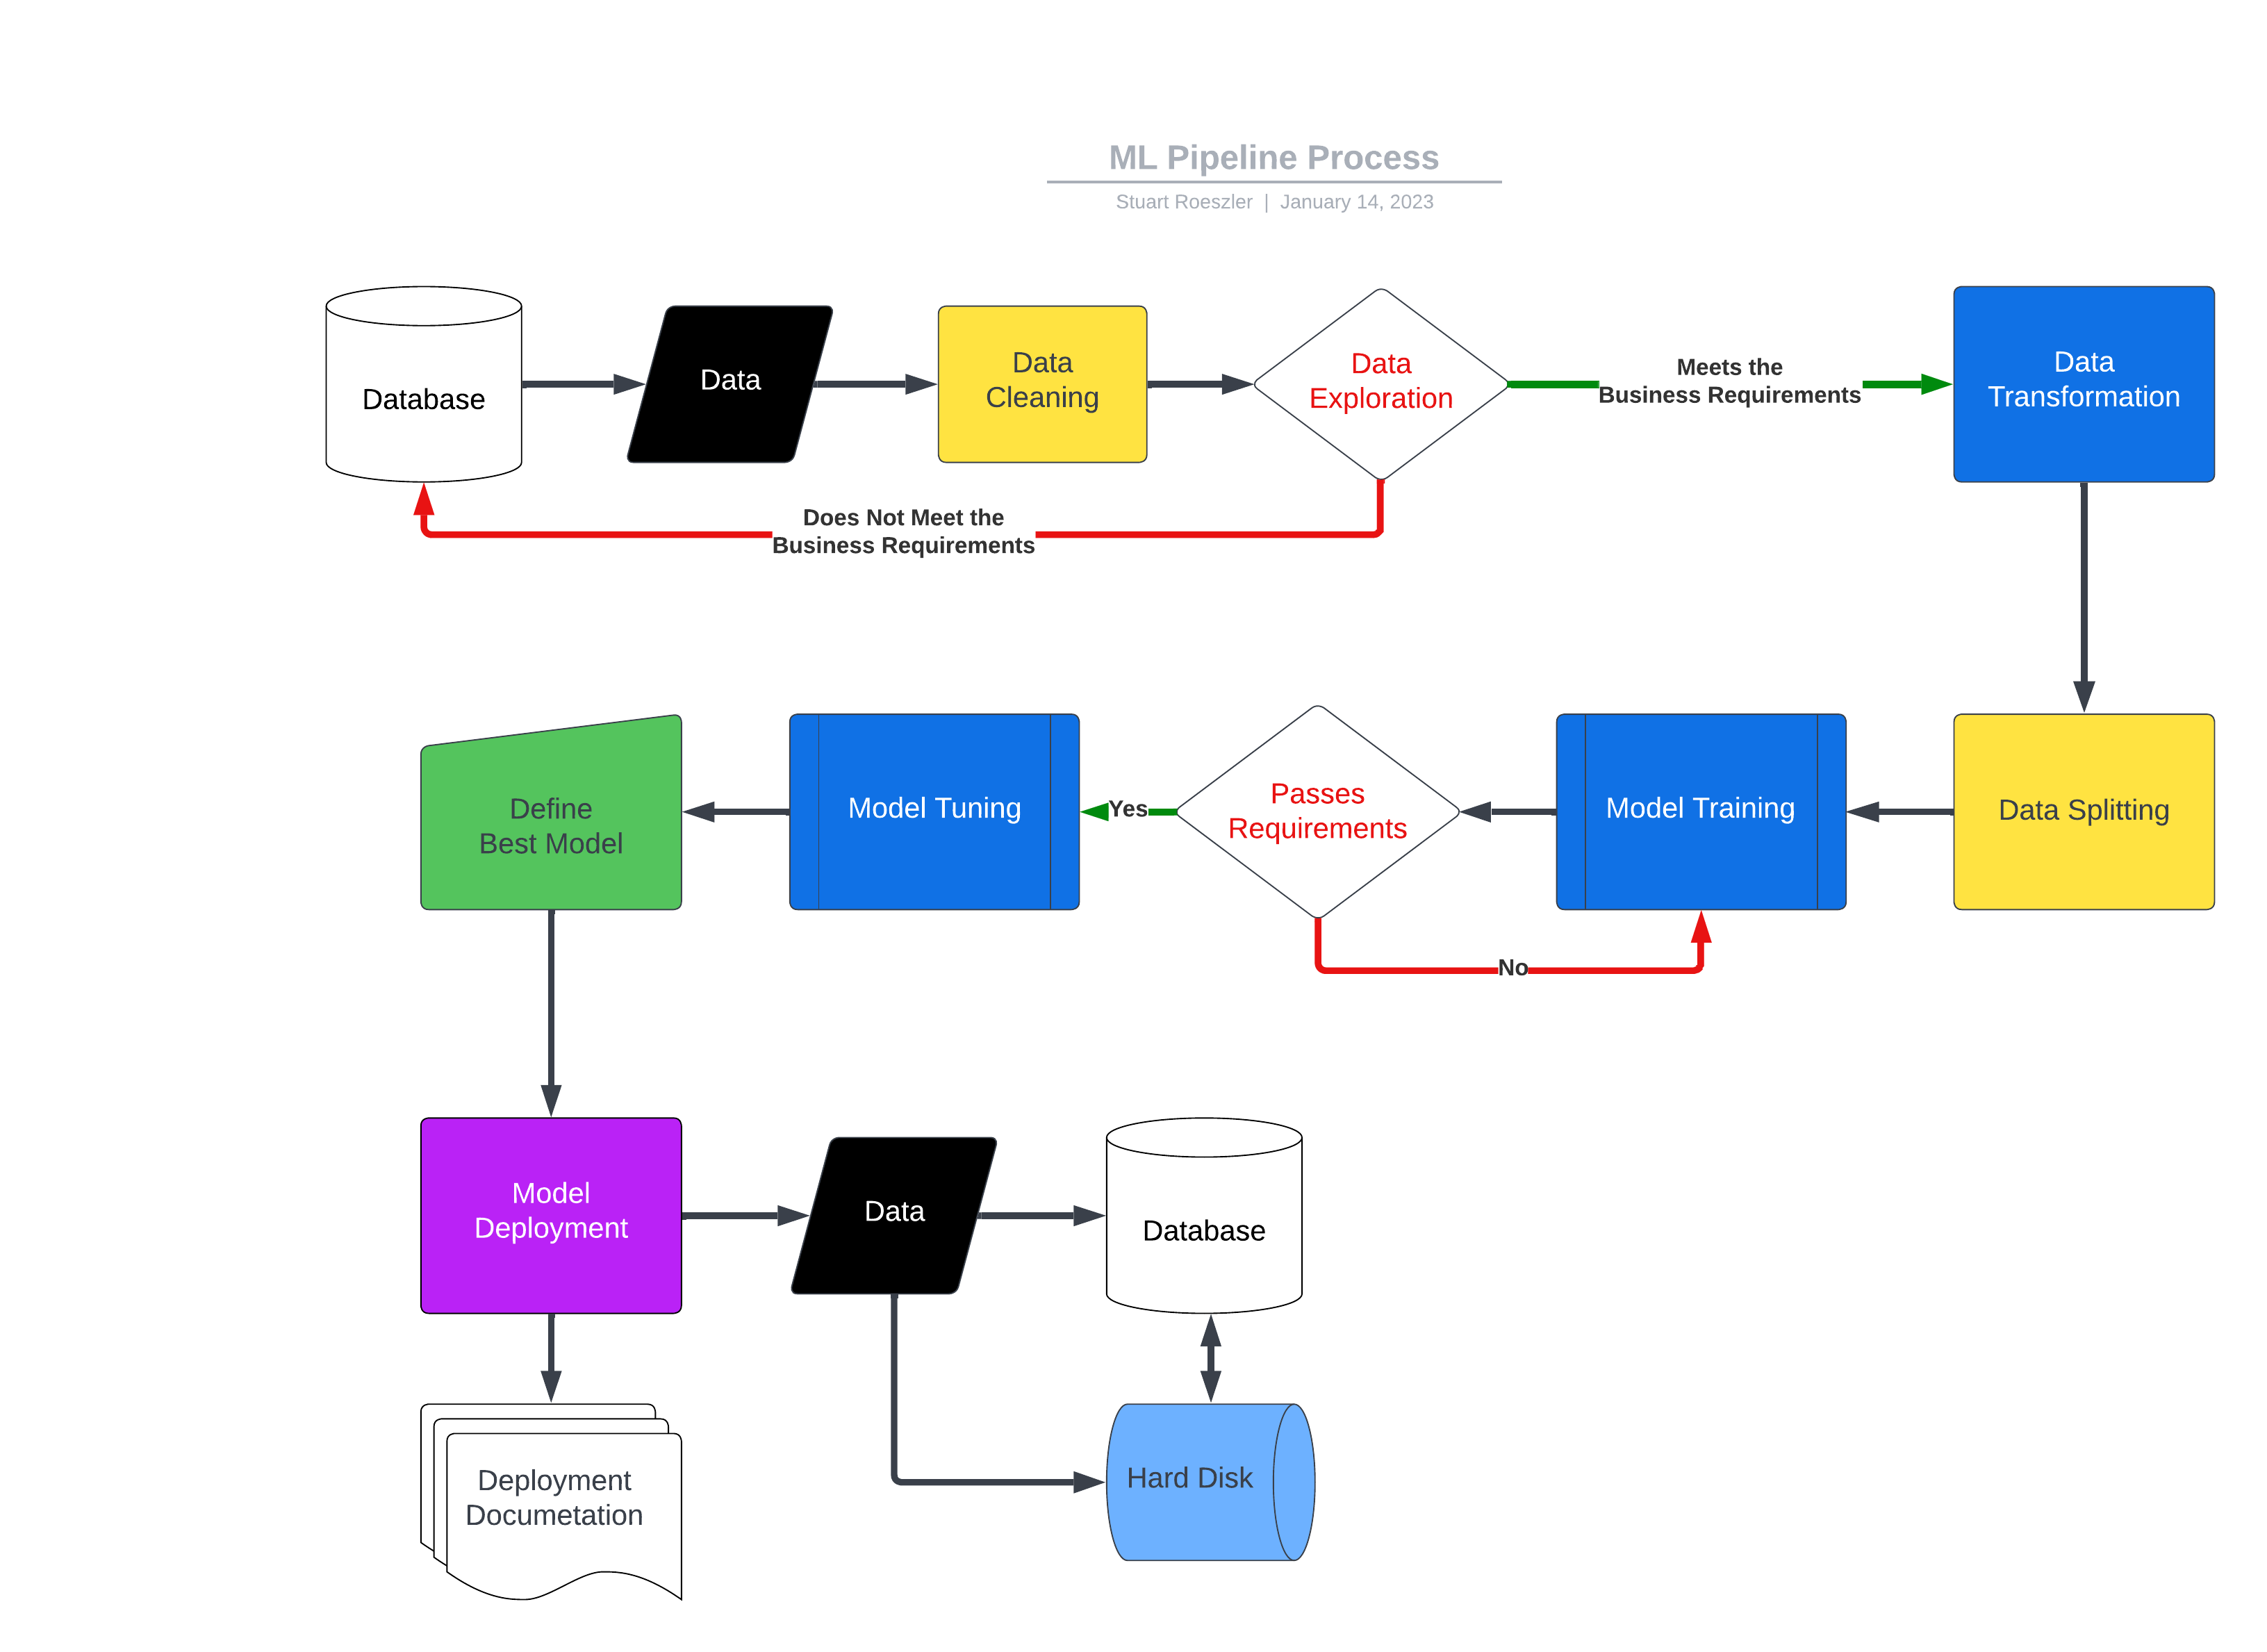 ML Pipeline Process
Stuart Roeszler | January 14, 2023
Database
Data
Data
Cleaning
Data
Exploration
Meets the
Business Requirements
Data
Transformation
Does Not Meet the
Business Requirements
Define
Best Model
Model Tuning
Yes
Passes
Requirements
Model Training
Data Splitting
No
Model
Deployment
Data
Database
Deployment
Documetation
Hard Disk